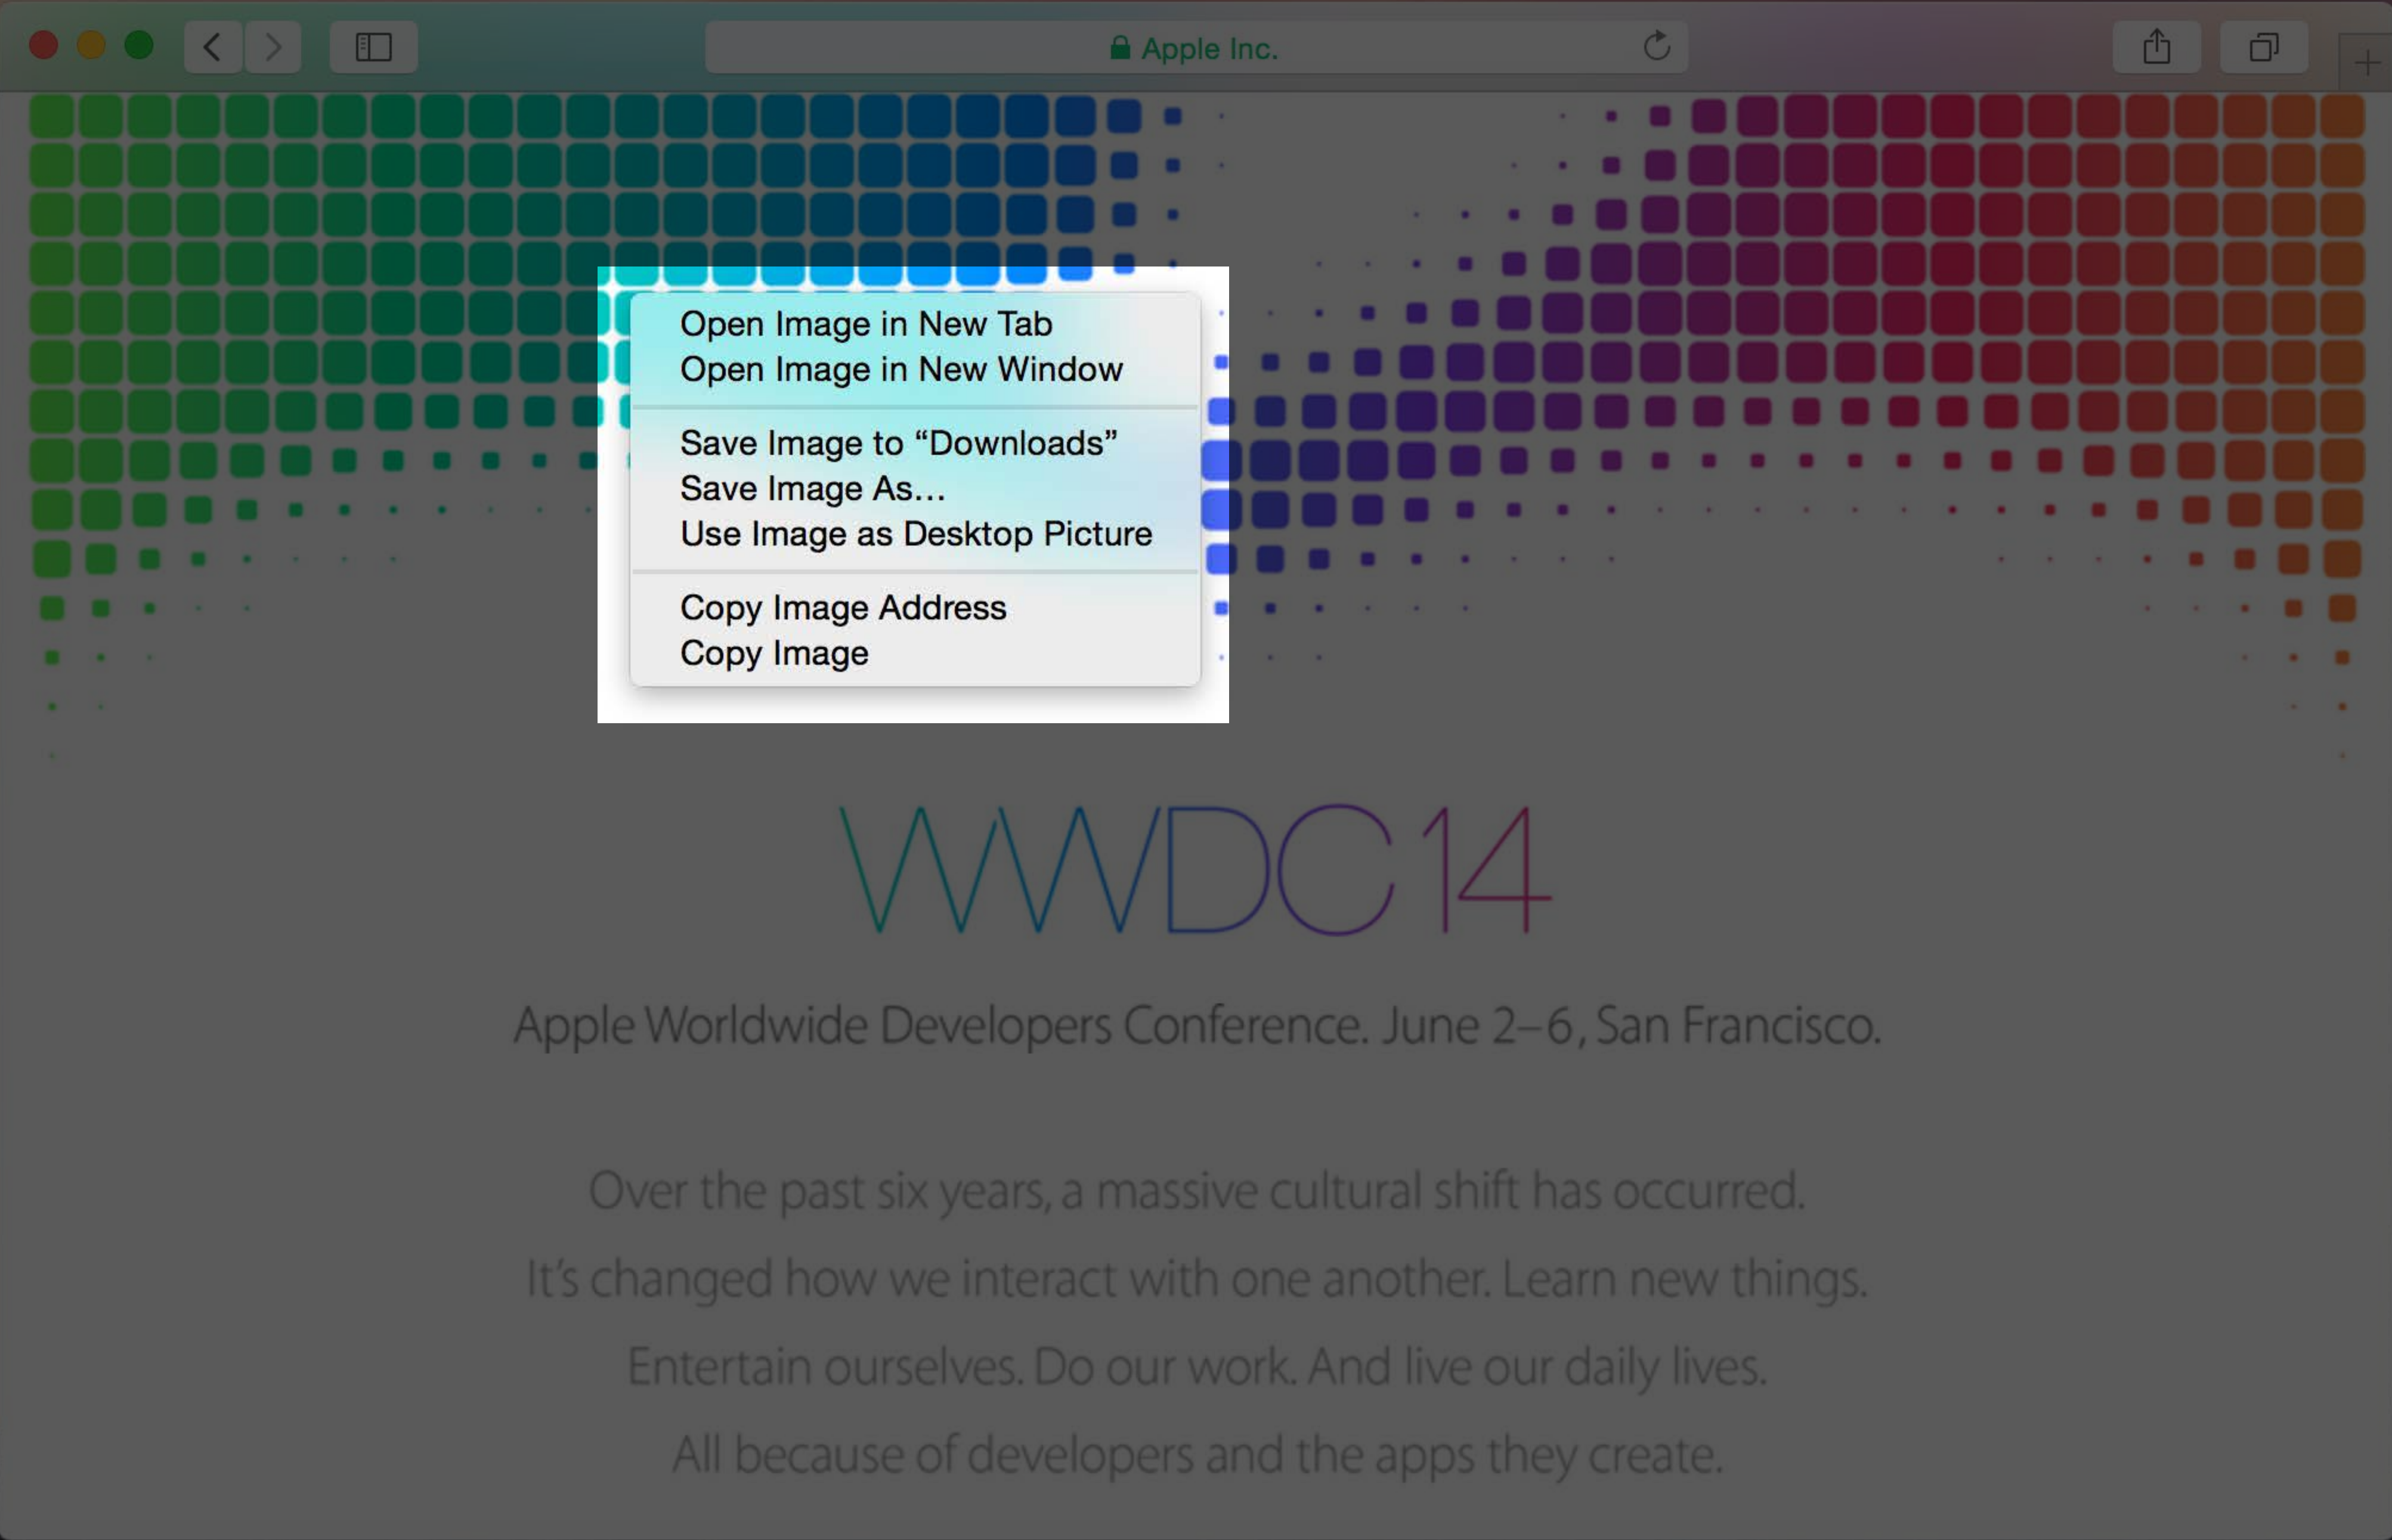 Apple Inc.
Open Image in New Tab
Open Image in New Window
Save Image to “Downloads”
Save Image As...
Use Image as Desktop Picture
Copy Image Address
Copy Image
WWDC14
Apple Worldwide Developers Conference. June 2–6, San Francisco.
Over the past six years, a massive cultural shift has occurred.
It’s changed how we interact with one another. Learn new things.
Entertain ourselves. Do our work. And live our daily lives.
All because of developers and the apps they create.